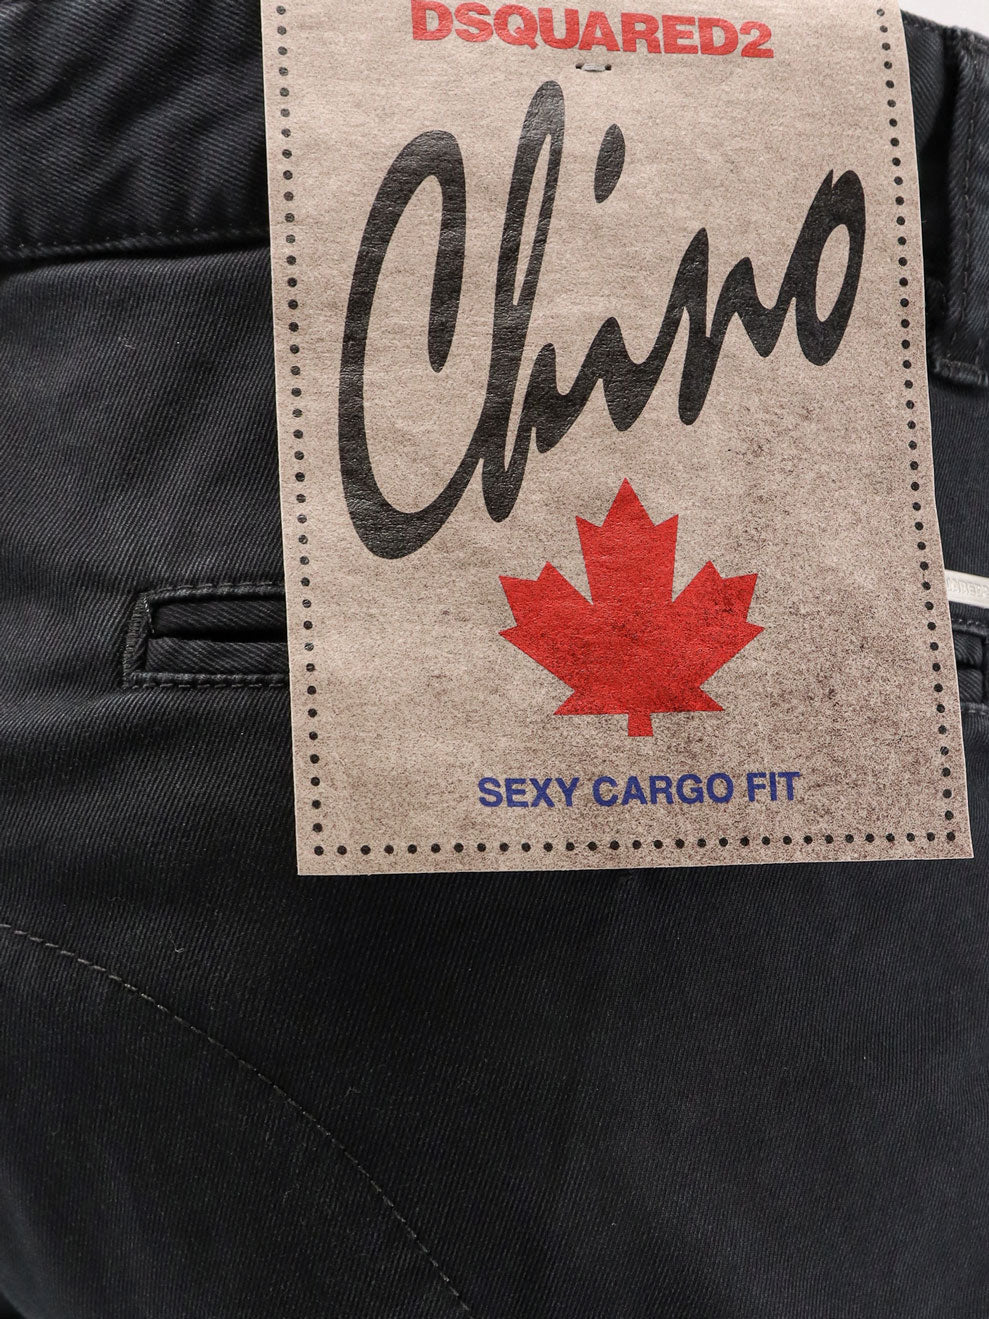 DSQUARED2
Chino
SEXY CARGO FIT